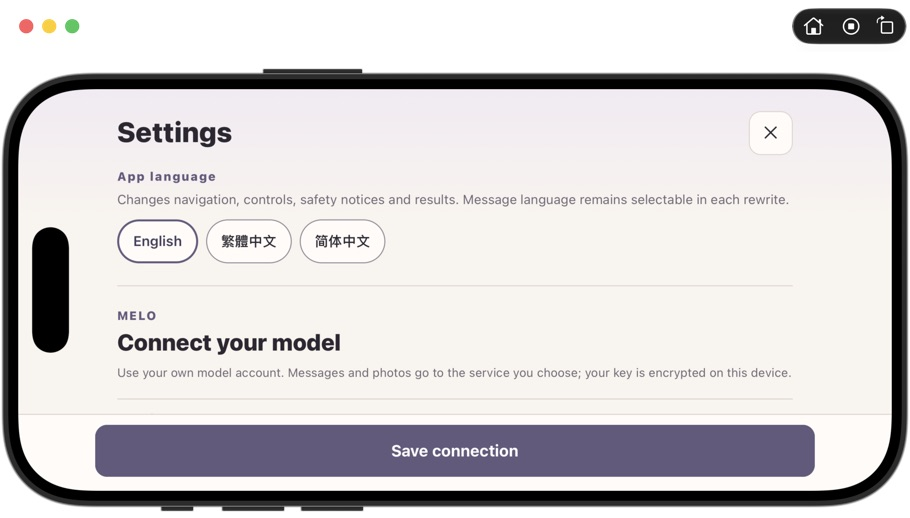 Settings
App language
Changes navigation, controls, safety notices and results. Message language remains selectable in each rewrite.
English
繁體中文
简体中文
MELO
Connect your model
Use your own model account. Messages and photos go to the service you choose; your key is encrypted on this device.
Save connection